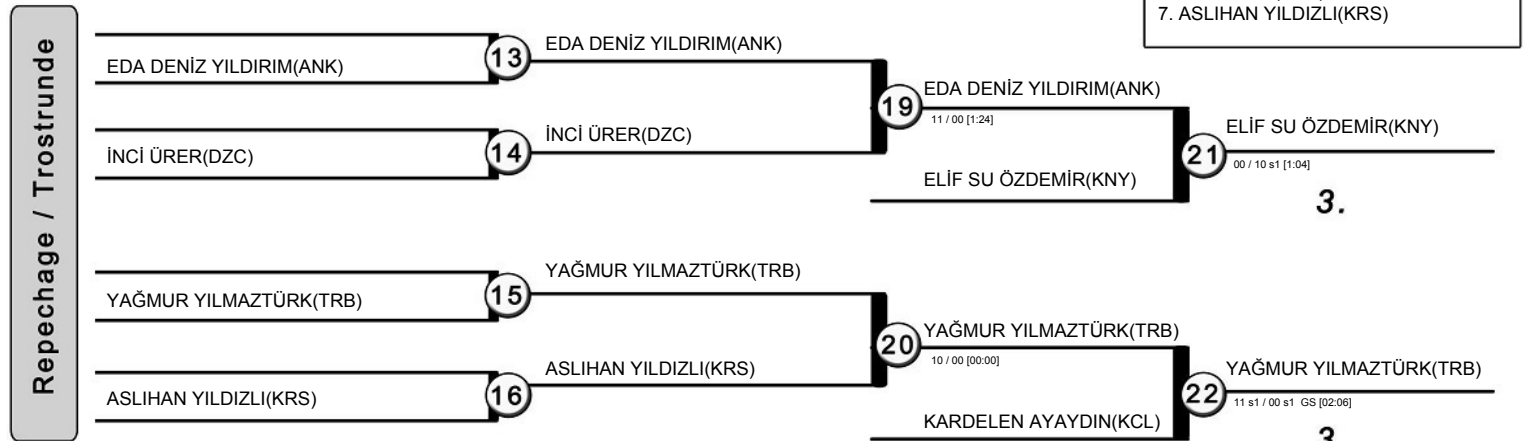 7. ASLIHAN YILDIZLI(KRS)
Repechage / Trostrunde
EDA DENİZ YILDIRIM(ANK)
13
EDA DENİZ YILDIRIM(ANK)
İNCİ ÜRER(DZC)
14
İNCİ ÜRER(DZC)
19
EDA DENİZ YILDIRIM(ANK)
11 / 00 [1:24]
ELİF SU ÖZDEMİR(KNY)
21
ELİF SU ÖZDEMİR(KNY)
00 / 10 s1 [1:04]
3.
YAĞMUR YILMAZTÜRK(TRB)
15
YAĞMUR YILMAZTÜRK(TRB)
ASLIHAN YILDIZLI(KRS)
16
ASLIHAN YILDIZLI(KRS)
20
YAĞMUR YILMAZTÜRK(TRB)
10 / 00 [00:00]
KARDELEN AYAYDIN(KCL)
22
YAĞMUR YILMAZTÜRK(TRB)
11 s1 / 00 s1 GS [02:06]
3